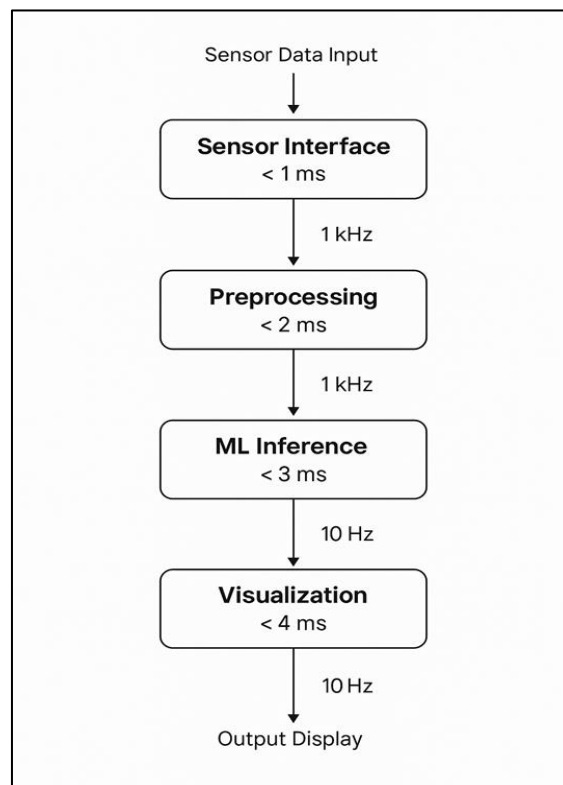 Sensor Data Input
Sensor Interface
< 1 ms
1 kHz
Preprocessing
< 2 ms
1 kHz
ML Inference
< 3 ms
10 Hz
Visualization
< 4 ms
10 Hz
Output Display